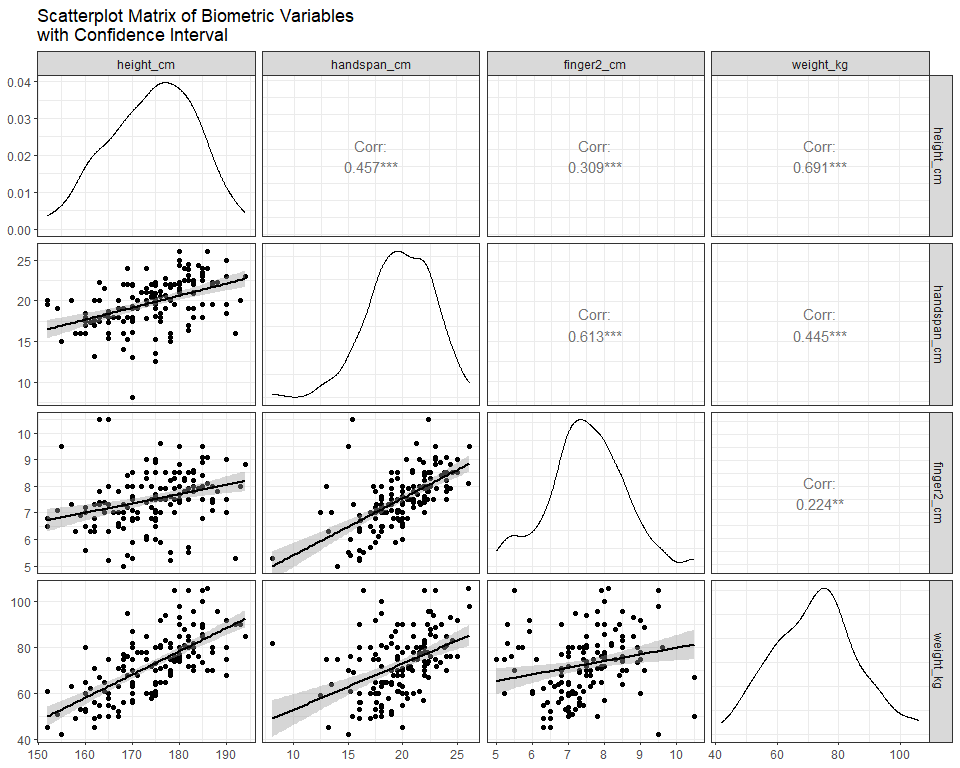 Scatterplot Matrix of Biometric Variables
with Confidence Interval
height_cm
handspan_cm
finger2_cm
weight_kg
0.04
0.03
0.02
0.01
0.00
Corr:
0.457***
Corr:
0.309***
Corr:
0.691***
height_cm
25
20
15
10
Corr:
0.613***
Corr:
0.445***
handspan_cm
10
9
8
7
6
5
Corr:
0.224**
finger2_cm
100
80
60
40
weight_kg
150 160 170 180 190
10 15 20 25
5 6 7 8 9 10
40 60 80 100